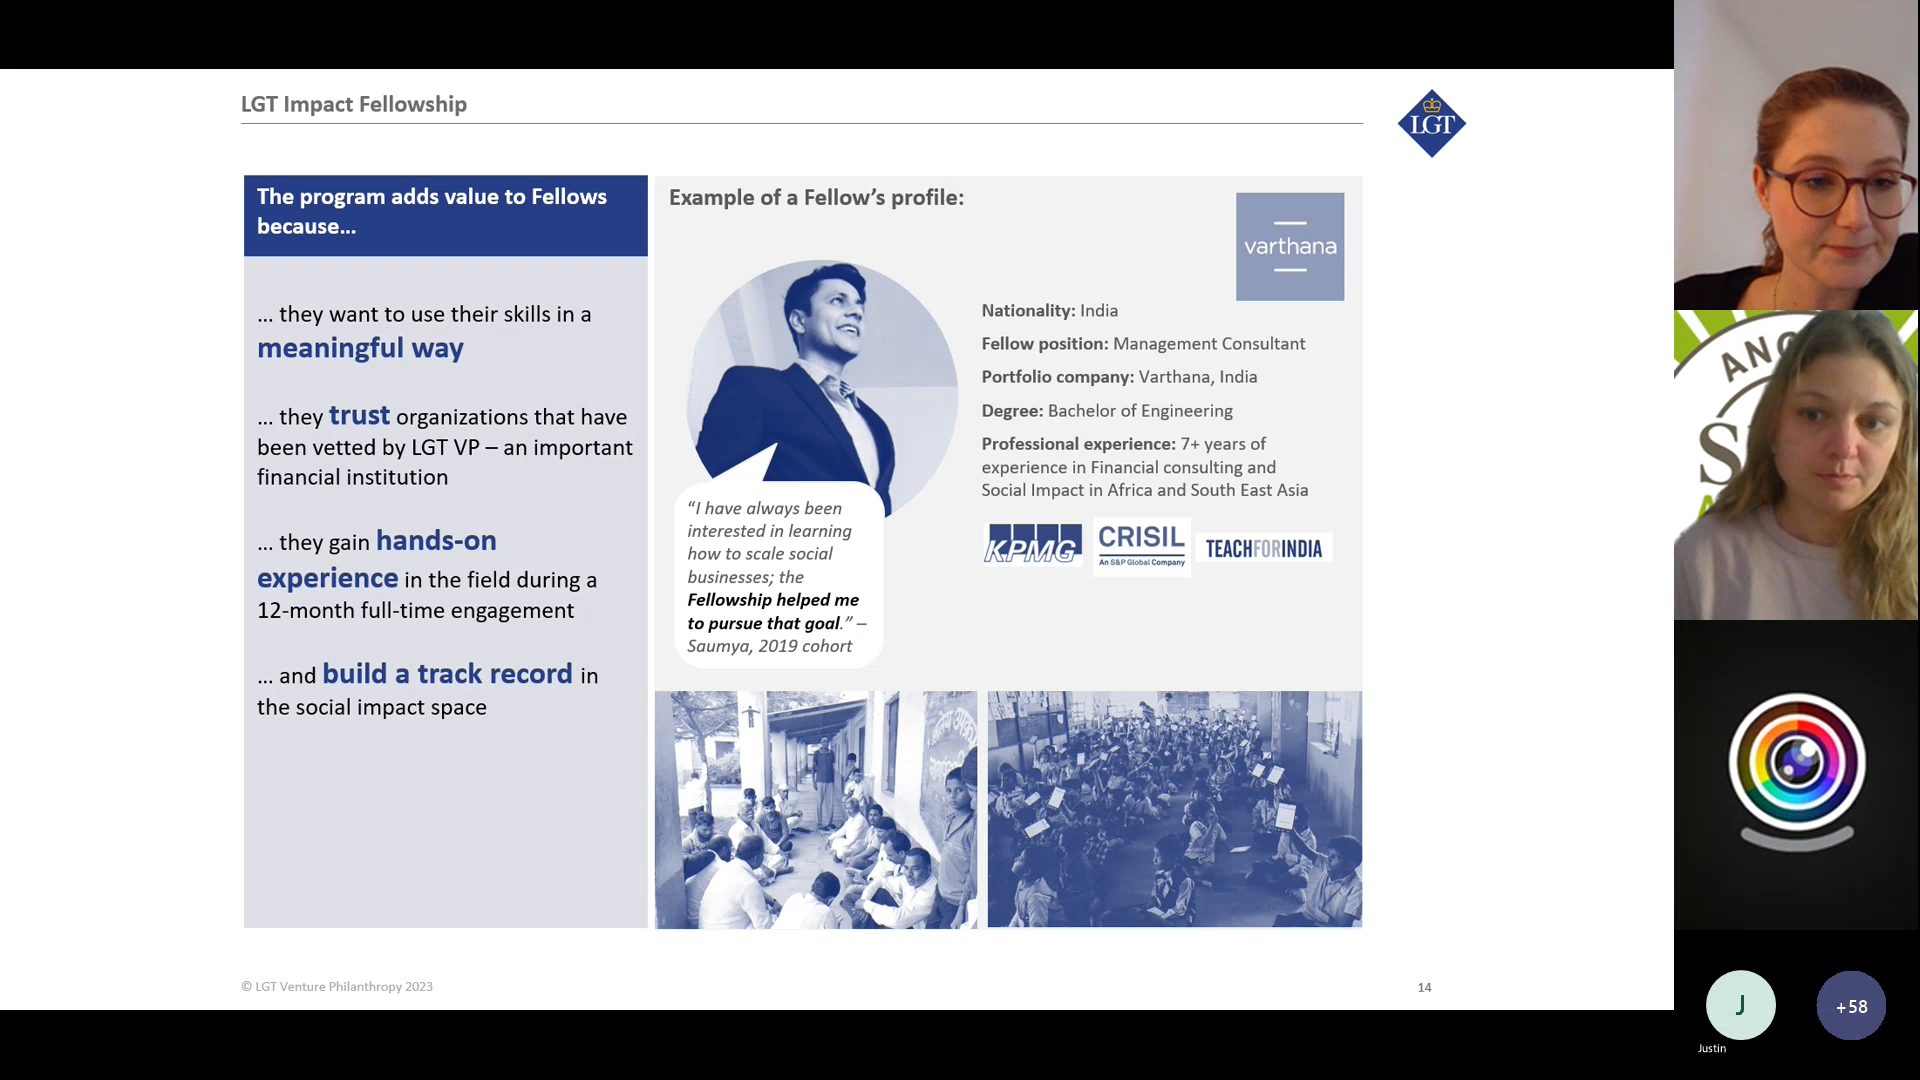 LGT Impact Fellowship
LGT
The program adds value to Fellows
because...
... they want to use their skills in a
meaningful way
... they trust organizations that have
been vetted by LGT VP – an important
financial institution
... they gain hands-on
experience in the field during a
12-month full-time engagement
... and build a track record in
the social impact space
Example of a Fellow's profile:
varthana
Nationality: India
Fellow position: Management Consultant
Portfolio company: Varthana, India
Degree: Bachelor of Engineering
Professional experience: 7+ years of
experience in Financial consulting and
Social Impact in Africa and South East Asia
KPMG
CRISIL
An S&P Global Company
TEACHFORINDIA
“I have always been
interested in learning
how to scale social
businesses; the
Fellowship helped me
to pursue that goal.” –
Saumya, 2019 cohort
© LGT Venture Philanthropy 2023
14
J
Justin
+58